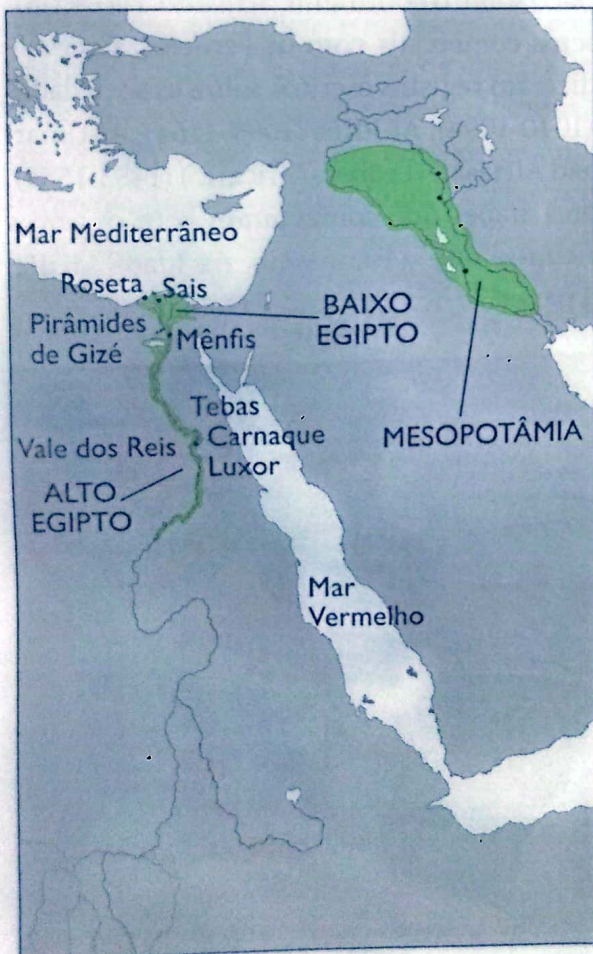 Mar Mediterrâneo
Roseta Sais
BAIXO
EGIPTO
Pirâmides
de Gizé
Mênfis
Tebas
Vale dos Reis Carnaque
Luxor
MESOPOTÂMIA
ALTO
EGIPTO
Mar
Vermelho